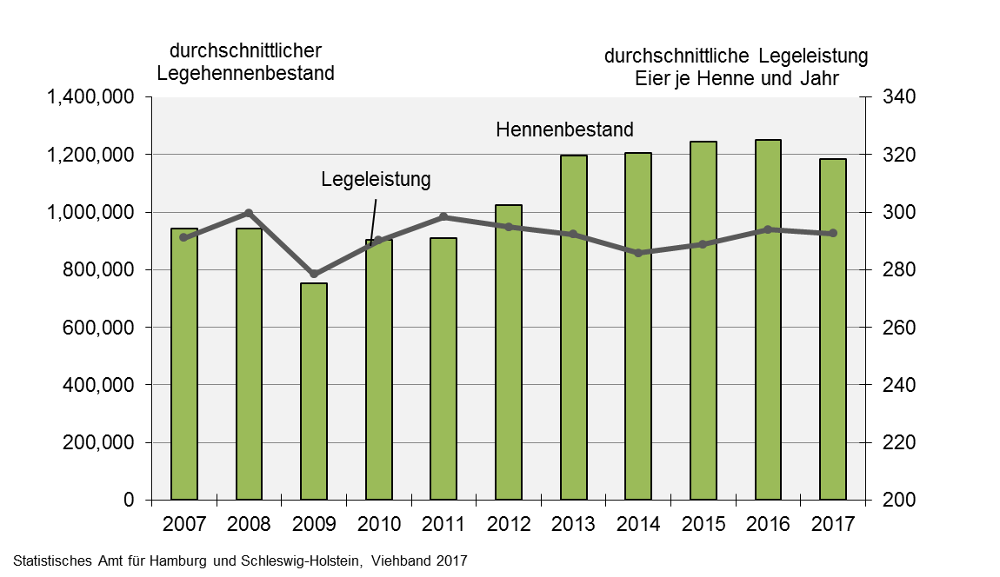 durchschnittlicher
Legehennenbestand
durchschnittliche Legeleistung
Eier je Henne und Jahr
1,400,000
1,200,000
1,000,000
800,000
600,000
400,000
200,000
0
Hennenbestand
Legeleistung
340
320
300
280
260
240
220
200
2007 2008 2009 2010 2011 2012 2013 2014 2015 2016 2017
Statistisches Amt für Hamburg und Schleswig-Holstein, Viehband 2017